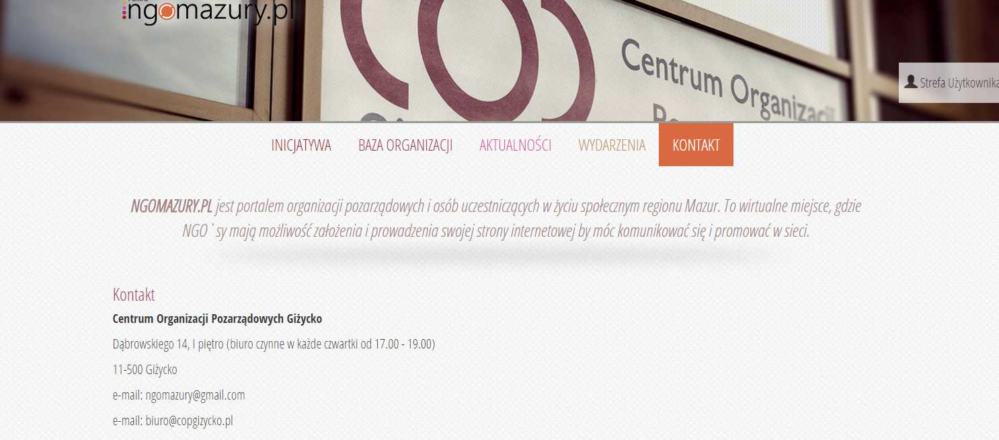 ngomazury.pl
Centrum Organizacji
Strefa Użytkownika
INICJATYWA BAZA ORGANIZACJI AKTUALNOŚCI WYDARZENIA KONTAKT
NGOMAZURY.PL jest portalem organizacji pozarządowych i osób uczestniczących w życiu społecznym regionu Mazur. To wirtualne miejsce, gdzie
NGO`sy mają możliwość założenia i prowadzenia swojej strony internetowej by móc komunikować się i promować w sieci.
Kontakt
Centrum Organizacji Pozarządowych Giżycko
Dąbrowskiego 14, I piętro (biuro czynne w każde czwartki od 17.00 - 19.00)
11-500 Giżycko
e-mail: ngomazury@gmail.com
e-mail: biuro@copgizycko.pl